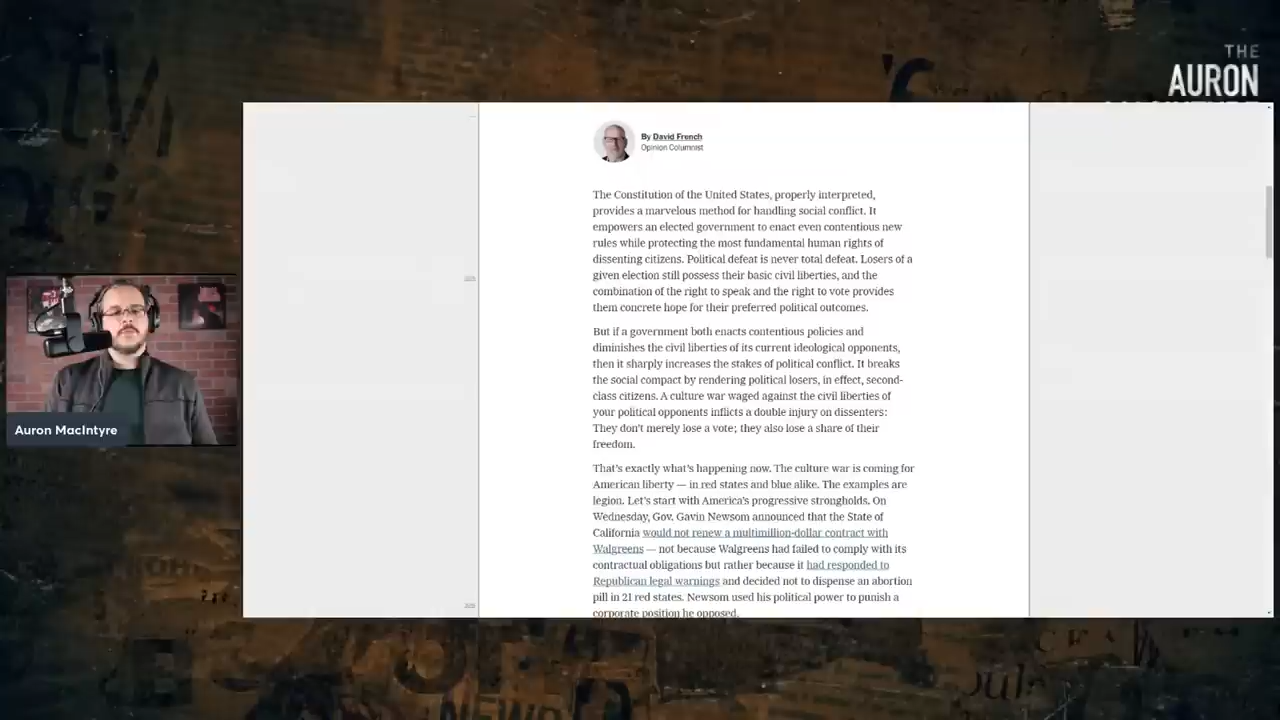 THE
AURON
By David French
Opinion Columnist
The Constitution of the United States, properly interpreted,
provides a marvelous method for handling social conflict. It
empowers an elected government to enact even contentious new
rules while protecting the most fundamental human rights of
dissenting citizens. Political defeat is never total defeat. Losers of a
given election still possess their basic civil liberties, and the
combination of the right to speak and the right to vote provides
them concrete hope for their preferred political outcomes.
But if a government both enacts contentious policies and
diminishes the civil liberties of its current ideological opponents,
then it sharply increases the stakes of political conflict. It breaks
the social compact by rendering political losers, in effect, second-
class citizens. A culture war waged against the civil liberties of
your political opponents inflicts a double injury on dissenters:
They don't merely lose a vote; they also lose a share of their
freedom.
That's exactly what's happening now. The culture war is coming for
American liberty — in red states and blue alike. The examples are
legion. Let's start with America's progressive strongholds. On
Wednesday, Gov. Gavin Newsom announced that the State of
California would not renew a multimillion-dollar contract with
Walgreens — not because Walgreens had failed to comply with its
contractual obligations but rather because it had responded to
Republican legal warnings and decided not to dispense an abortion
pill in 21 red states. Newsom used his political power to punish a
corporate position he opposed.
Auron MacIntyre